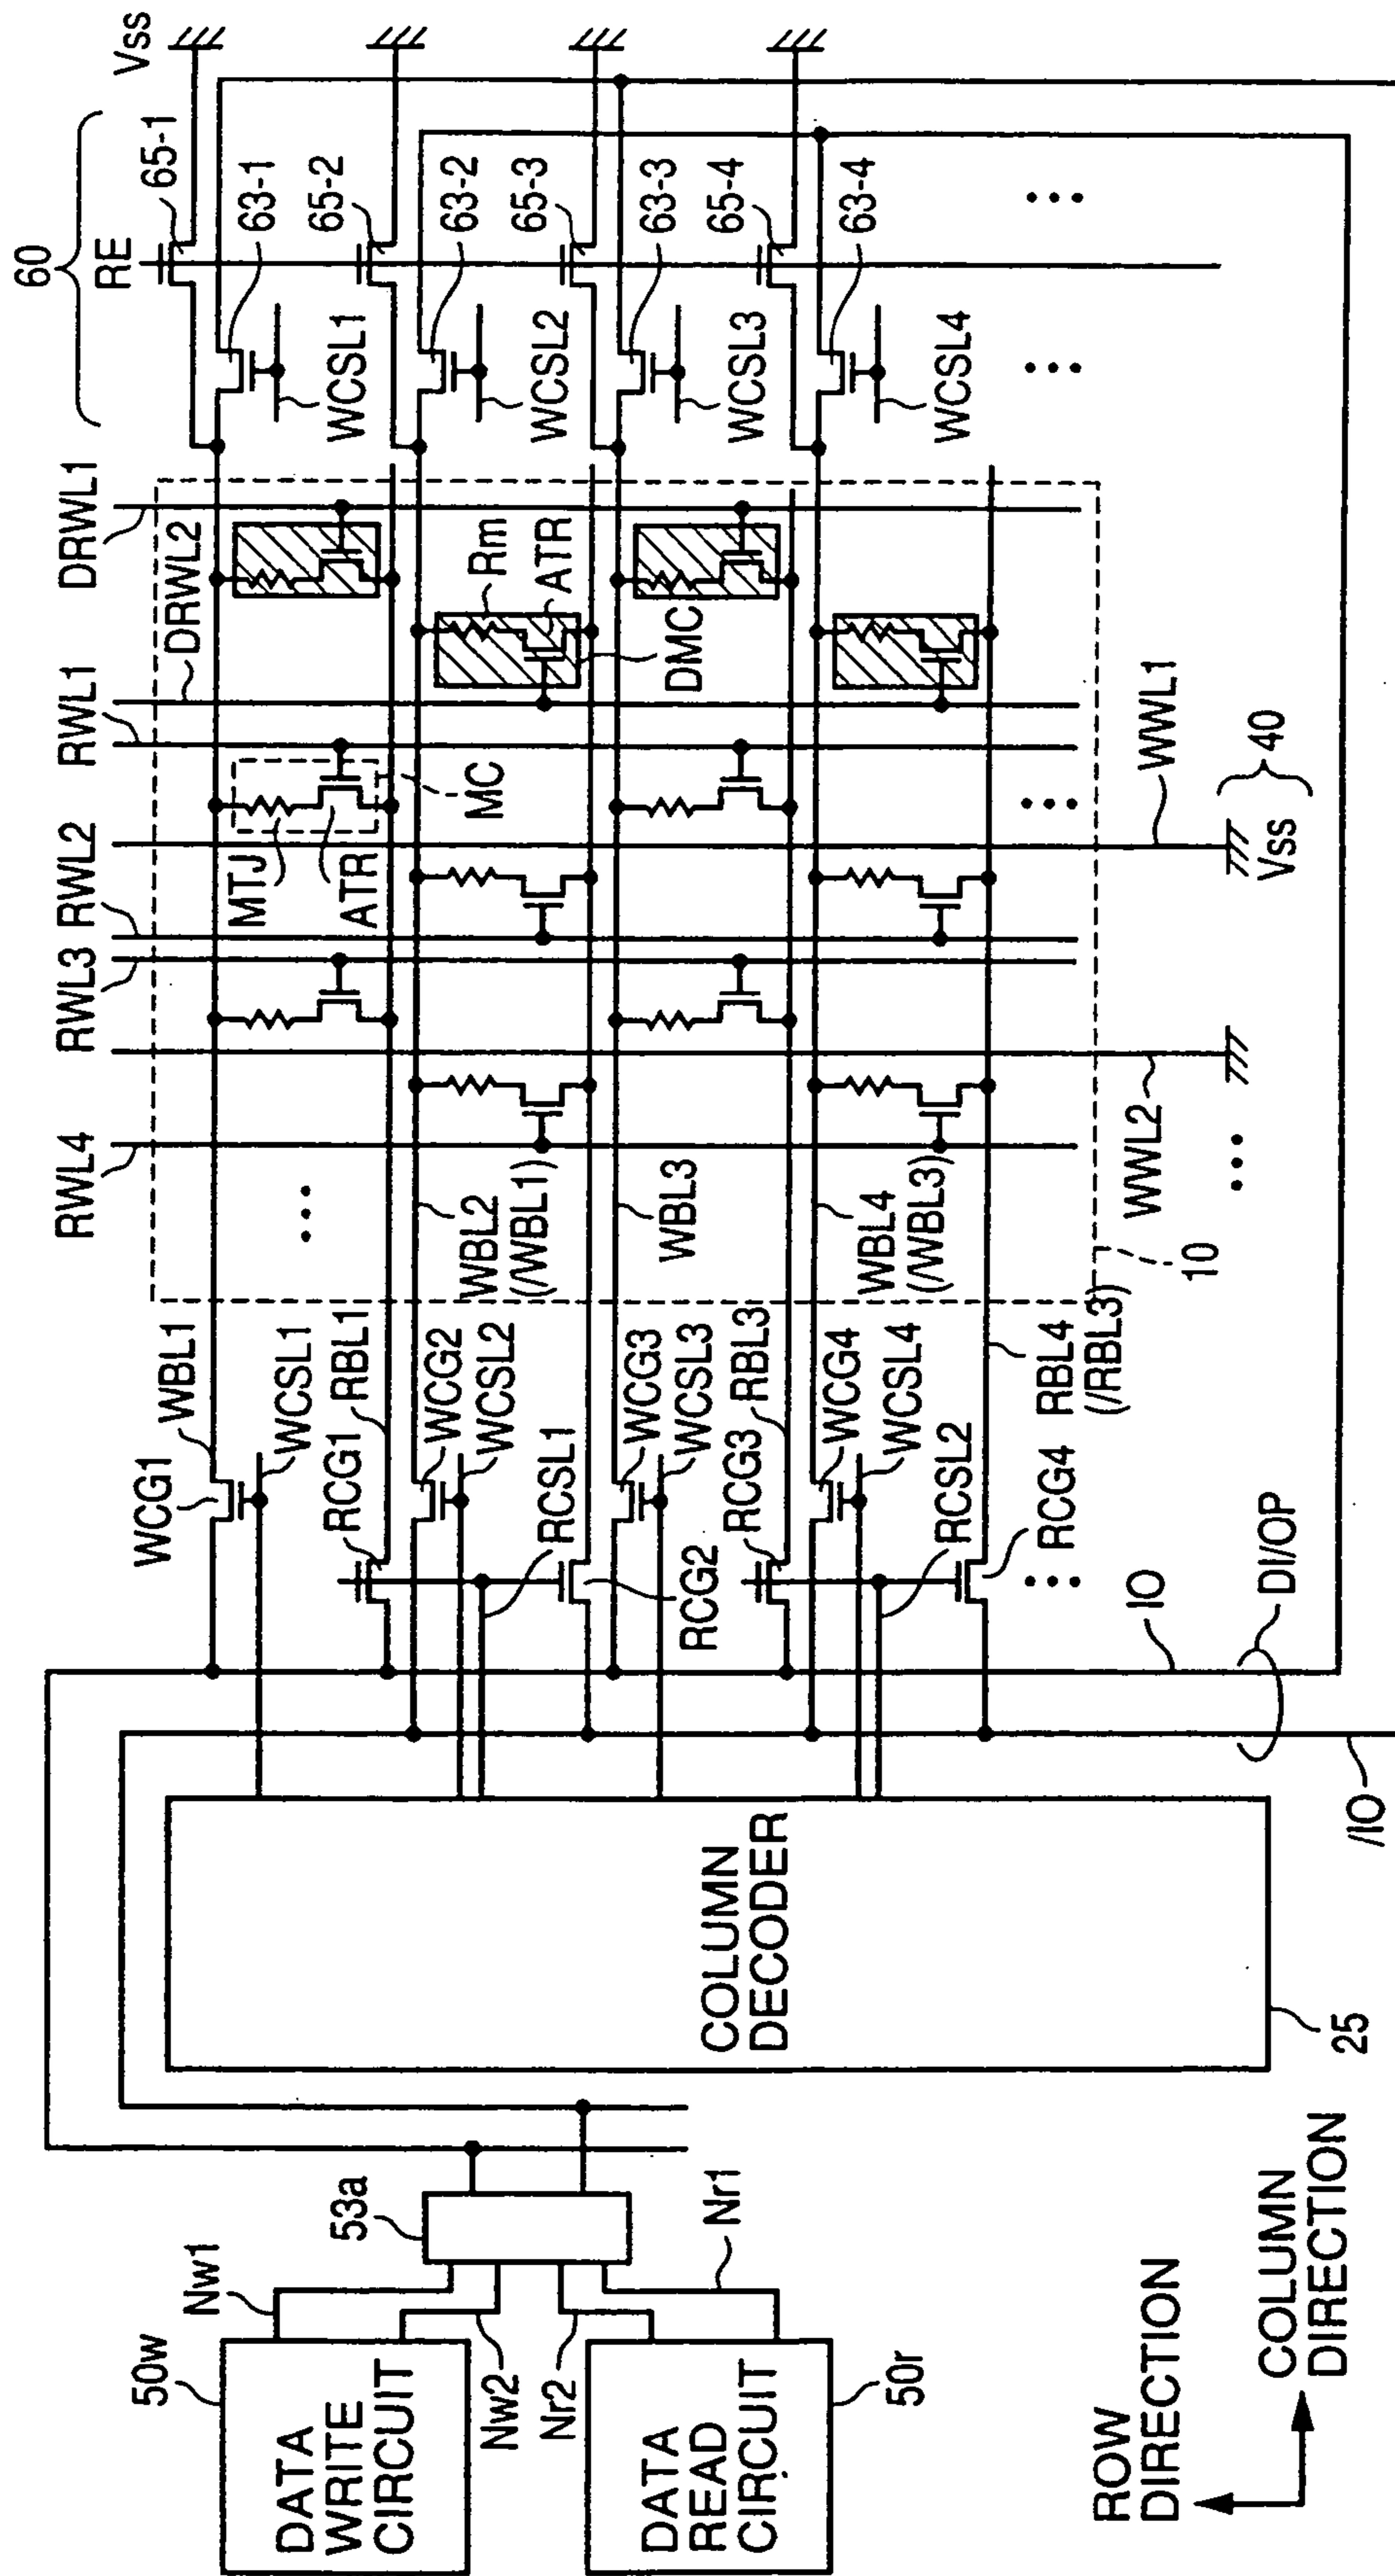 60
RE
Vss
65-1
63-1
WCSL1
65-2
63-2
WCSL2
65-3
63-3
WCSL3
65-4
63-4
WCSL4
DRWL1
DRWL2
RWL1
RWL2
RWL3
RWL4
MTJ
ATR
MC
Rm
ATR
DMC
WBL2
(/WBL1)
WBL3
WBL4
(/WBL3)
WWL1
40
Vss
WWL2
10
WBL1
WCG1
WCSL1
RCG1
RBL1
WCG2
WCSL2
RCSL1
RCG2
WCG3
WCSL3
RCG3
RBL3
WCG4
WCSL4
RCSL2
RCG4
RBL4
(/RBL3)
IO
DI/OP
/IO
COLUMN
DECODER
25
53a
Nw1
Nw2
Nr2
Nr1
50w
DATA
WRITE
CIRCUIT
DATA
READ
CIRCUIT
50r
ROW
DIRECTION
COLUMN
DIRECTION